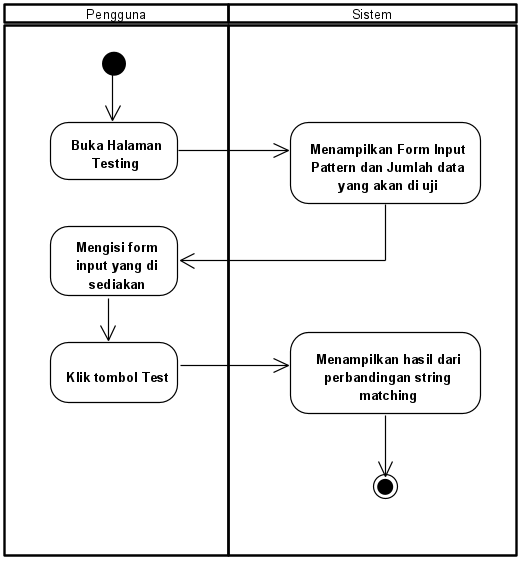 Pengguna
Sistem
Buka Halaman
Testing
Menampilkan Form Input
Pattern dan Jumlah data
yang akan di uji
Mengisi form
input yang di
sediakan
Klik tombol Test
Menampilkan hasil dari
perbandingan string
matching